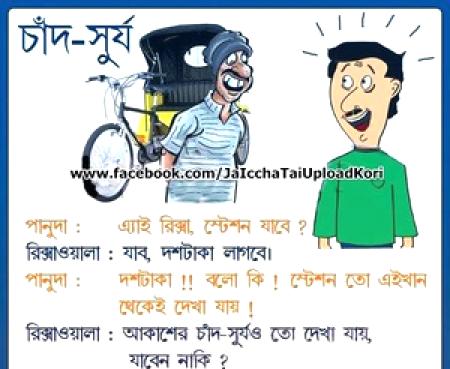 চাঁদ-সুর্য
www.facebook.com/JaIcchaTaiUploadKori
পানুদা : এ্যাই রিক্সা, স্টেশন যাবে ?
রিক্সাওয়ালা : যাব, দশটাকা লাগবে।
পানুদা : দশটাকা !! বলো কি ! স্টেশন তো এইখান
থেকেই দেখা যায় !
রিক্সাওয়ালা : আকাশের চাঁদ-সুর্যও তো দেখা যায়,
যাবেন নাকি ?